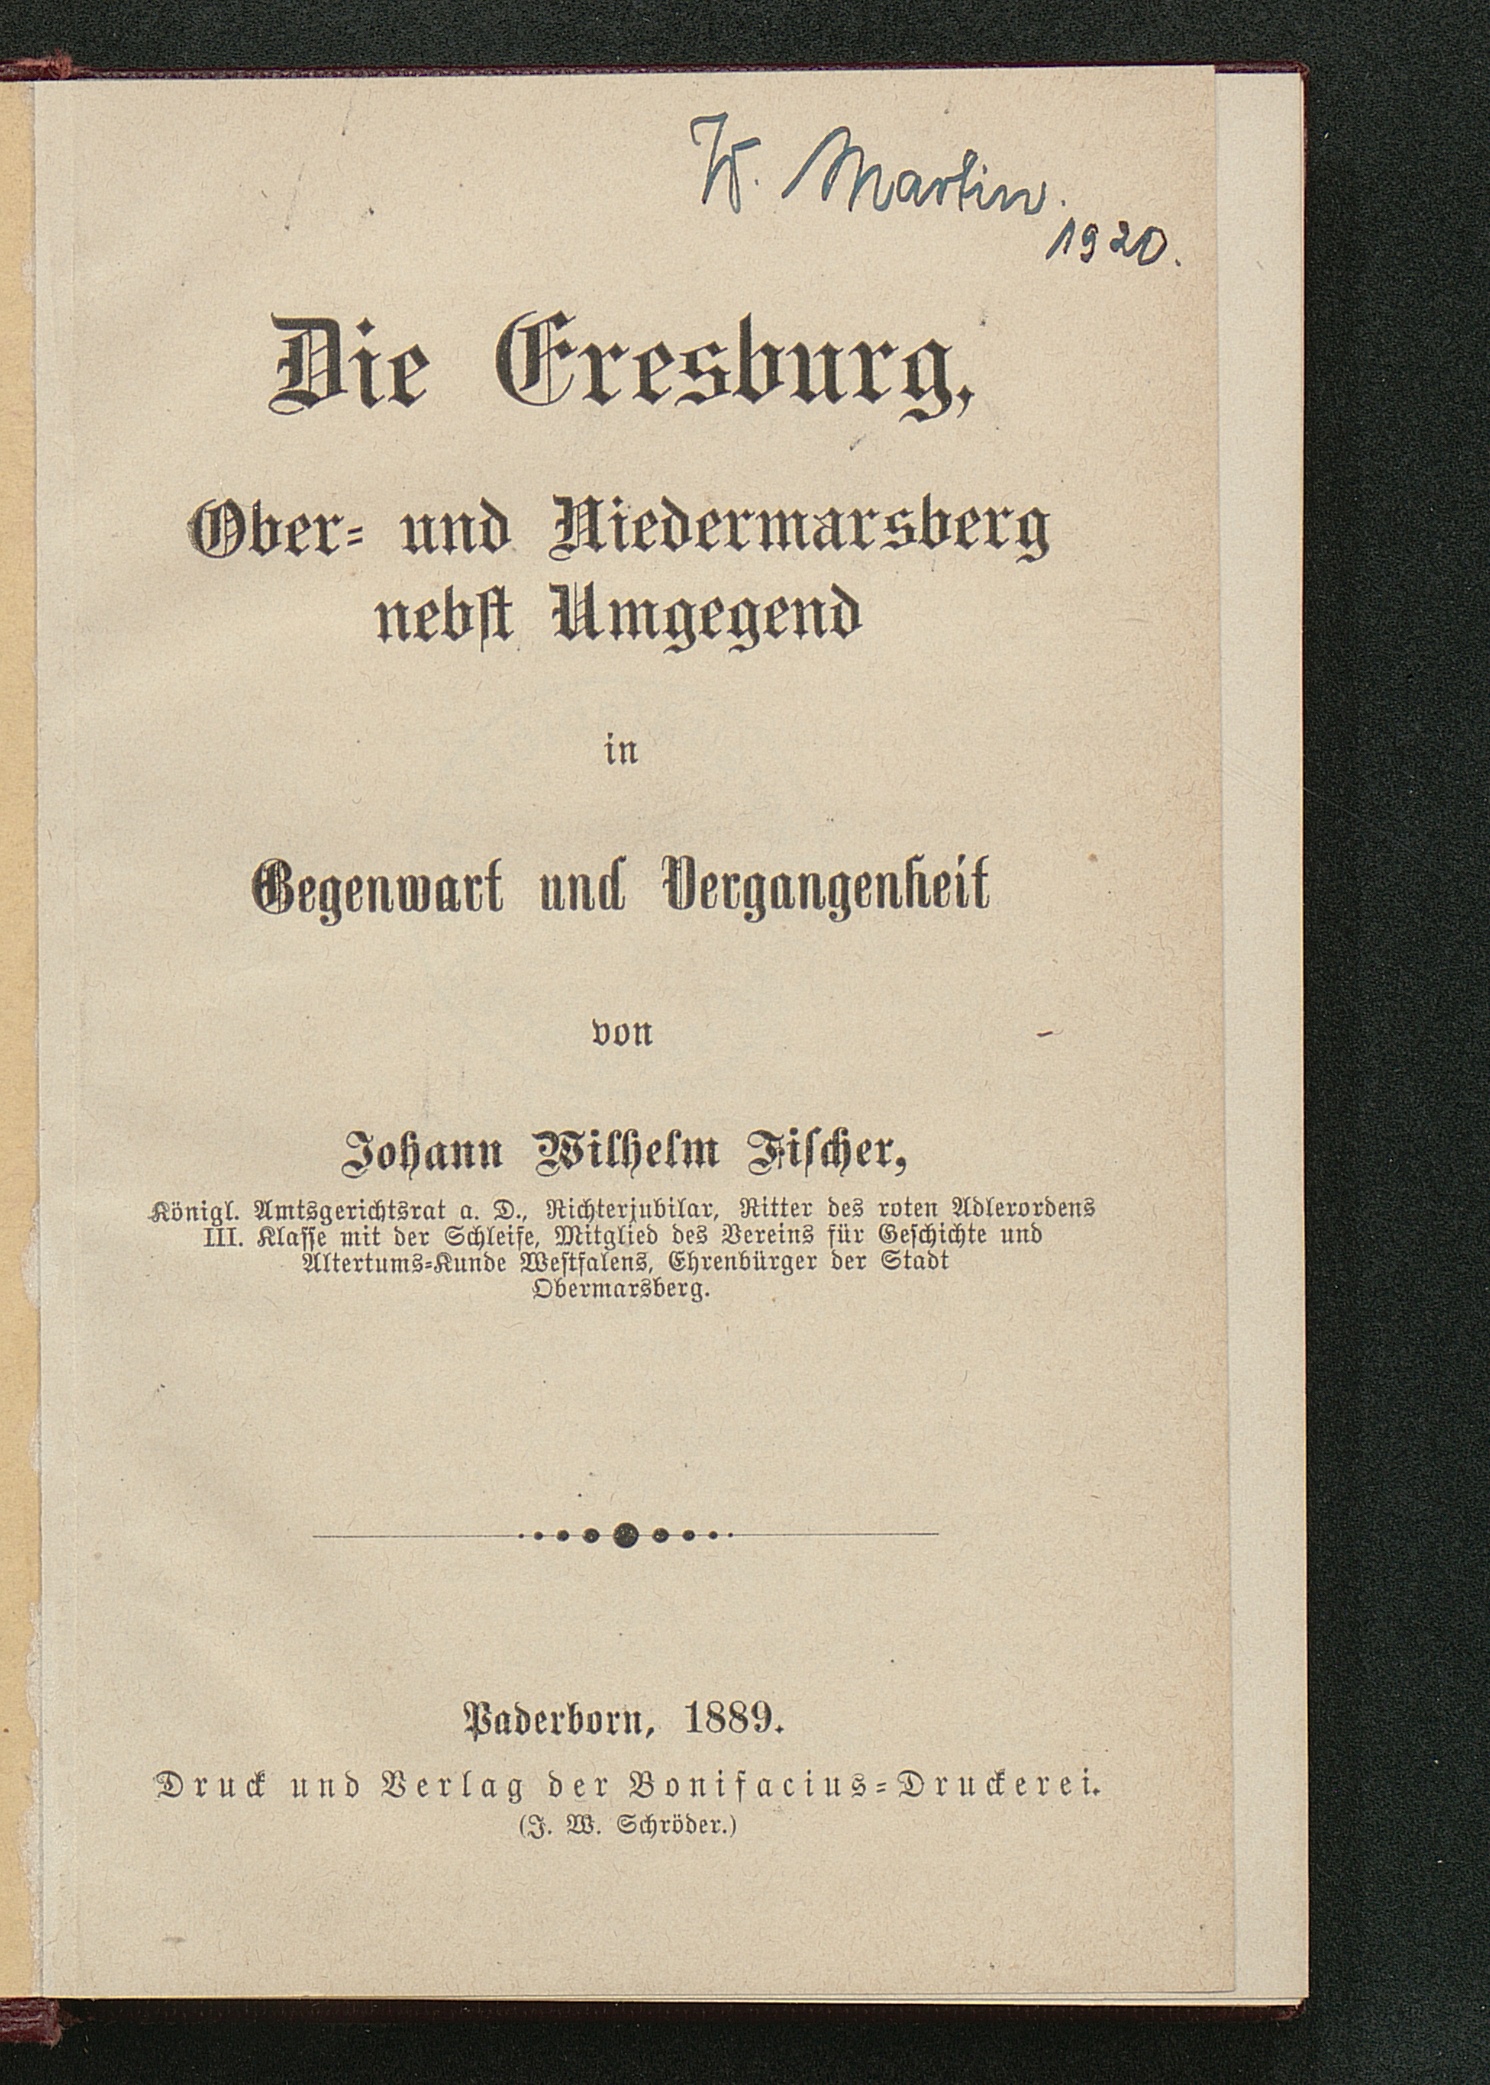 W. Martin.
1920.
Die Eresburg,
Ober- und Niedermarsberg
nebst Umgegend
in
Gegenwart und Vergangenheit
von
Johann Wilhelm Fischer,
Königl. Amtsgerichtsrat a. D., Richterjubilar, Ritter des roten Adlerordens
III. Klasse mit der Schleife, Mitglied des Vereins für Geschichte und
Altertums-Kunde Westfalens, Ehrenbürger der Stadt
Obermarsberg.
Paderborn, 1889.
Druck und Verlag der Bonifacius-Druckerei.
(J. W. Schröder.)